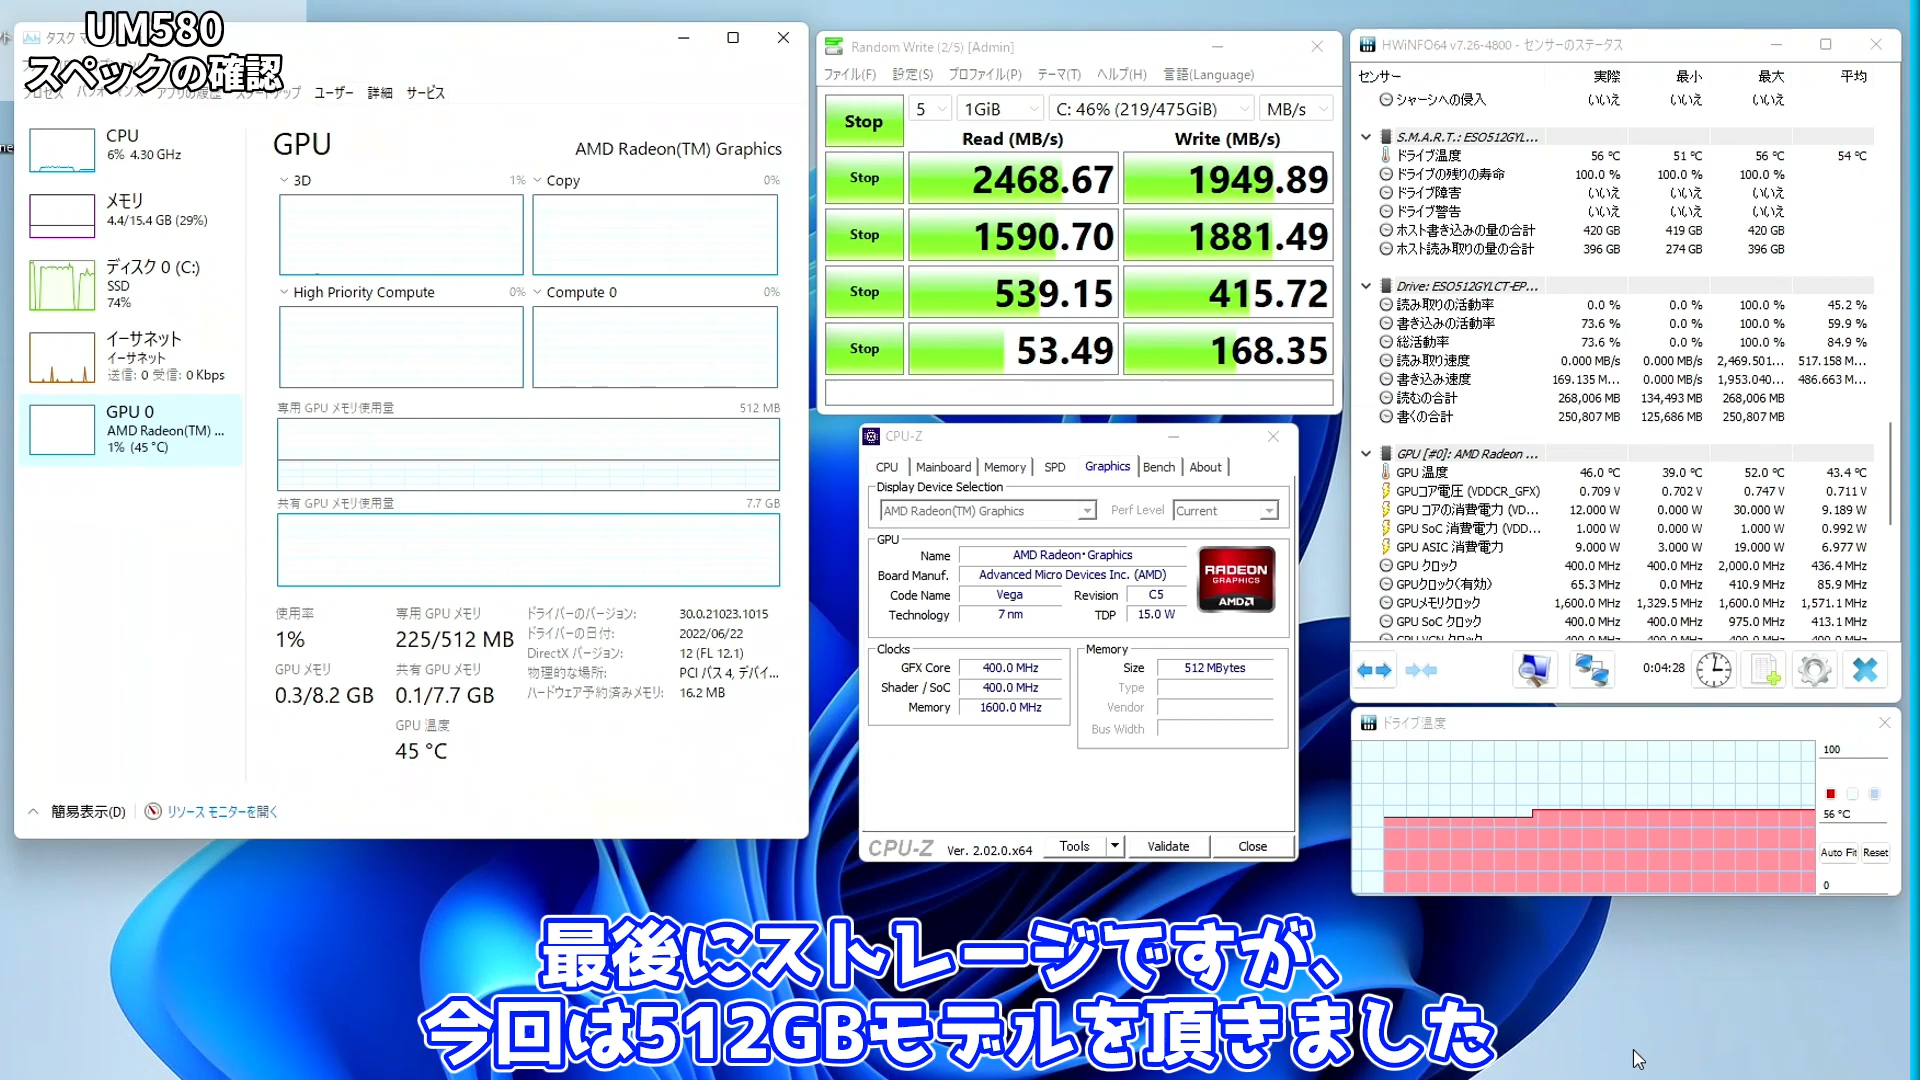 UM580
スペックの確認
タスク マ
プロセス パフォーマンス アプリの履歴 スタートアップ ユーザー 詳細 サービス
CPU
6% 4.30 GHz
メモリ
4.4/15.4 GB (29%)
ディスク 0 (C:)
SSD
74%
イーサネット
イーサネット
送信: 0 受信: 0 Kbps
GPU 0
AMD Radeon(TM) ...
1% (45 °C)
GPU
AMD Radeon(TM) Graphics
3D 1% Copy 0%
High Priority Compute 0% Compute 0 0%
専用 GPU メモリ使用量 512 MB
共有 GPU メモリ使用量 7.7 GB
使用率
1%
専用 GPU メモリ
225/512 MB
GPU メモリ
0.3/8.2 GB
共有 GPU メモリ
0.1/7.7 GB
GPU 温度
45 °C
ドライバーのバージョン: 30.0.21023.1015
ドライバーの日付: 2022/06/22
DirectX バージョン: 12 (FL 12.1)
物理的な場所: PCI バス 4, デバイ...
ハードウェア予約済みメモリ: 16.2 MB
簡易表示(D) リソース モニターを開く
Random Write (2/5) [Admin]
ファイル(F) 設定(S) プロファイル(P) テーマ(T) ヘルプ(H) 言語(Language)
Stop 5 1GiB C: 46% (219/475GiB) MB/s
Read (MB/s) Write (MB/s)
Stop 2468.67 1949.89
Stop 1590.70 1881.49
Stop 539.15 415.72
Stop 53.49 168.35
CPU-Z
CPU Mainboard Memory SPD Graphics Bench About
Display Device Selection
AMD Radeon(TM) Graphics Perf Level Current
GPU
Name AMD Radeon Graphics
Board Manuf. Advanced Micro Devices Inc. (AMD)
Code Name Vega Revision C5
Technology 7 nm TDP 15.0 W
RADEON
GRAPHICS
AMD
Clocks
GFX Core 400.0 MHz
Shader / SoC 400.0 MHz
Memory 1600.0 MHz
Memory
Size 512 MBytes
Type
Vendor
Bus Width
CPU-Z Ver. 2.02.0.x64 Tools Validate Close
HWiNFO64 v7.26-4800 - センサーのステータス
センサー 実際 最小 最大 平均
シャーシへの侵入 いいえ いいえ いいえ
S.M.A.R.T.: ESO512GYL...
ドライブ温度 56 °C 51 °C 56 °C 54 °C
ドライブの残りの寿命 100.0 % 100.0 % 100.0 %
ドライブ障害 いいえ いいえ いいえ
ドライブ警告 いいえ いいえ いいえ
ホスト書き込みの量の合計 420 GB 419 GB 420 GB
ホスト読み取りの量の合計 396 GB 274 GB 396 GB
Drive: ESO512GYLCT-EP...
読み取りの活動率 0.0 % 0.0 % 100.0 % 45.2 %
書き込みの活動率 73.6 % 0.0 % 100.0 % 59.9 %
総活動率 73.6 % 0.0 % 100.0 % 84.9 %
読み取り速度 0.000 MB/s 0.000 MB/s 2,469.501... 517.158 M...
書き込み速度 169.135 M... 0.000 MB/s 1,953.040... 486.663 M...
読むの合計 268,006 MB 134,493 MB 268,006 MB
書くの合計 250,807 MB 125,686 MB 250,807 MB
GPU [#0]: AMD Radeon ...
GPU 温度 46.0 °C 39.0 °C 52.0 °C 43.4 °C
GPUコア電圧 (VDDCR_GFX) 0.709 V 0.702 V 0.747 V 0.711 V
GPU コアの消費電力 (VD... 12.000 W 0.000 W 30.000 W 9.189 W
GPU SoC 消費電力 (VDD... 1.000 W 0.000 W 1.000 W 0.992 W
GPU ASIC 消費電力 9.000 W 3.000 W 19.000 W 6.977 W
GPU クロック 400.0 MHz 400.0 MHz 2,000.0 MHz 436.4 MHz
GPUクロック(有効) 65.3 MHz 0.0 MHz 410.9 MHz 85.9 MHz
GPUメモリクロック 1,600.0 MHz 1,329.5 MHz 1,600.0 MHz 1,571.1 MHz
GPU SoC クロック 400.0 MHz 400.0 MHz 975.0 MHz 413.1 MHz
0:04:28
ドライブ温度
100
56 °C
Auto Fit Reset
0
最後にストレージですが、
今回は512GBモデルを頂きました